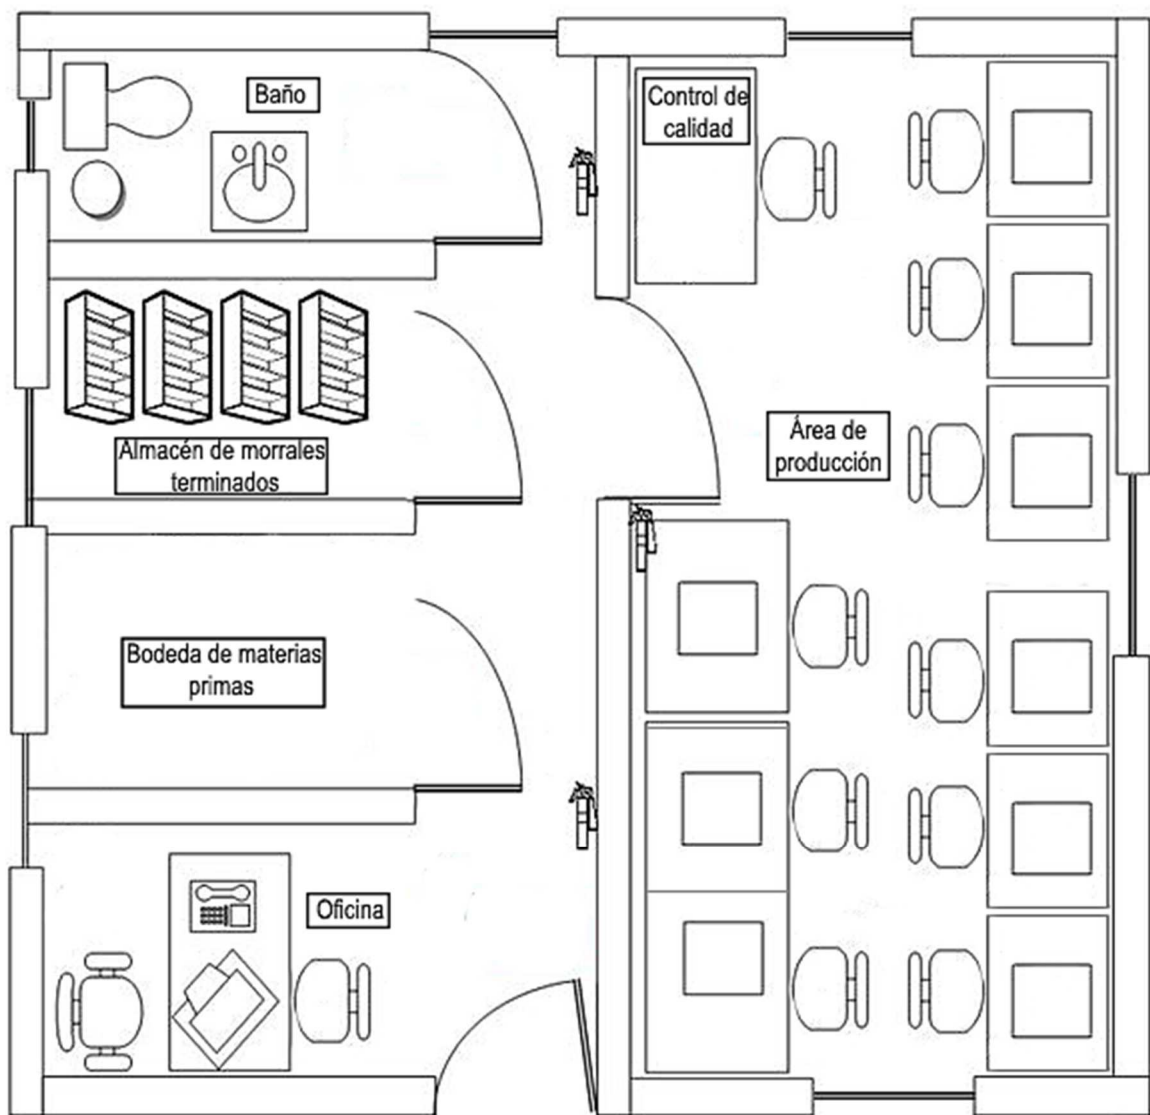 Baño
Control de
calidad
Almacén de morrales
terminados
Área de
producción
Bodeda de materias
primas
Oficina